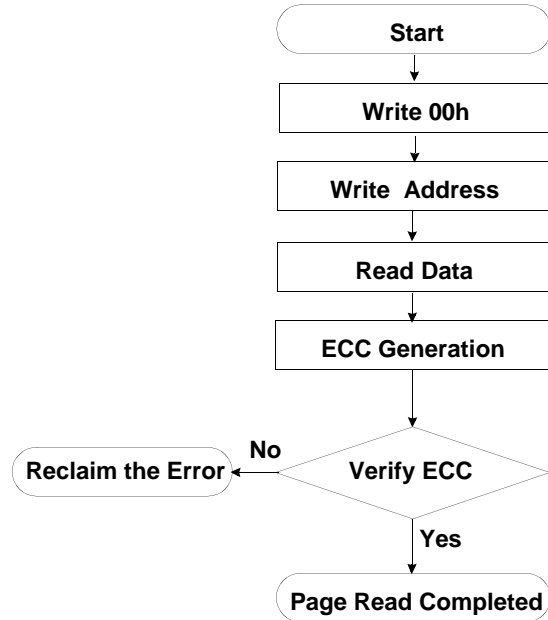 Start
Write 00h
Write Address
Read Data
ECC Generation
No
Reclaim the Error
Verify ECC
Yes
Page Read Completed